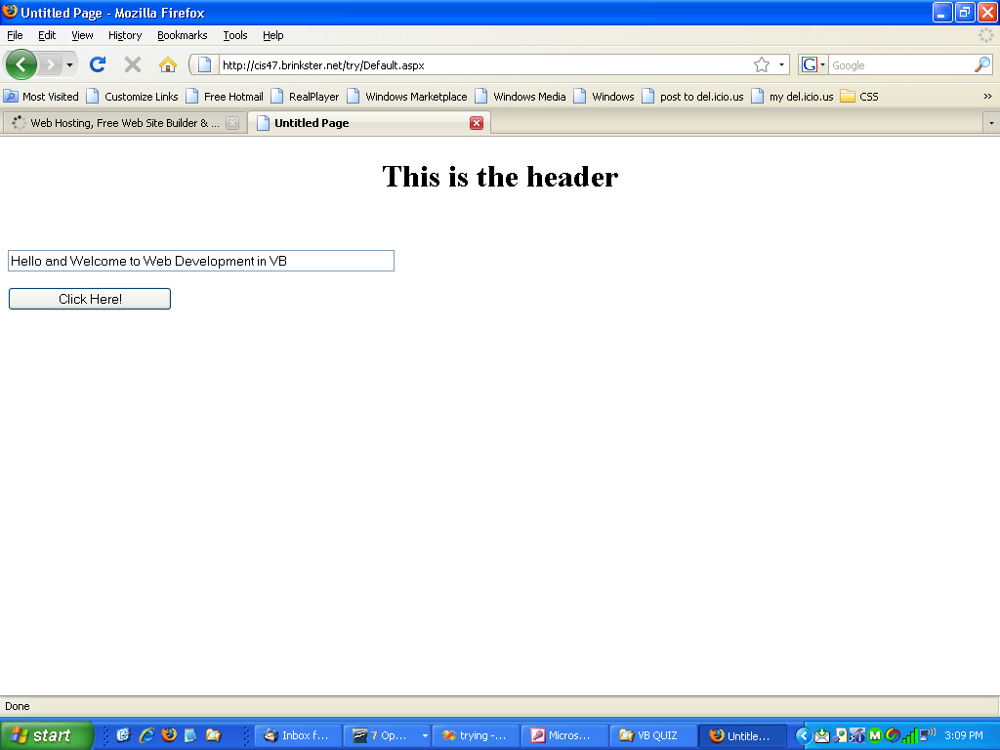 Untitled Page - Mozilla Firefox
File Edit View History Bookmarks Tools Help
http://cis47.brinkster.net/try/Default.aspx G Google
Most Visited Customize Links Free Hotmail RealPlayer Windows Marketplace Windows Media Windows post to del.icio.us my del.icio.us CSS »
Web Hosting, Free Web Site Builder & ... Untitled Page
This is the header
Hello and Welcome to Web Development in VB
Click Here!
Done
start Inbox f... 7 Op... trying -... Micros... VB QUIZ Untitle... M 3:09 PM